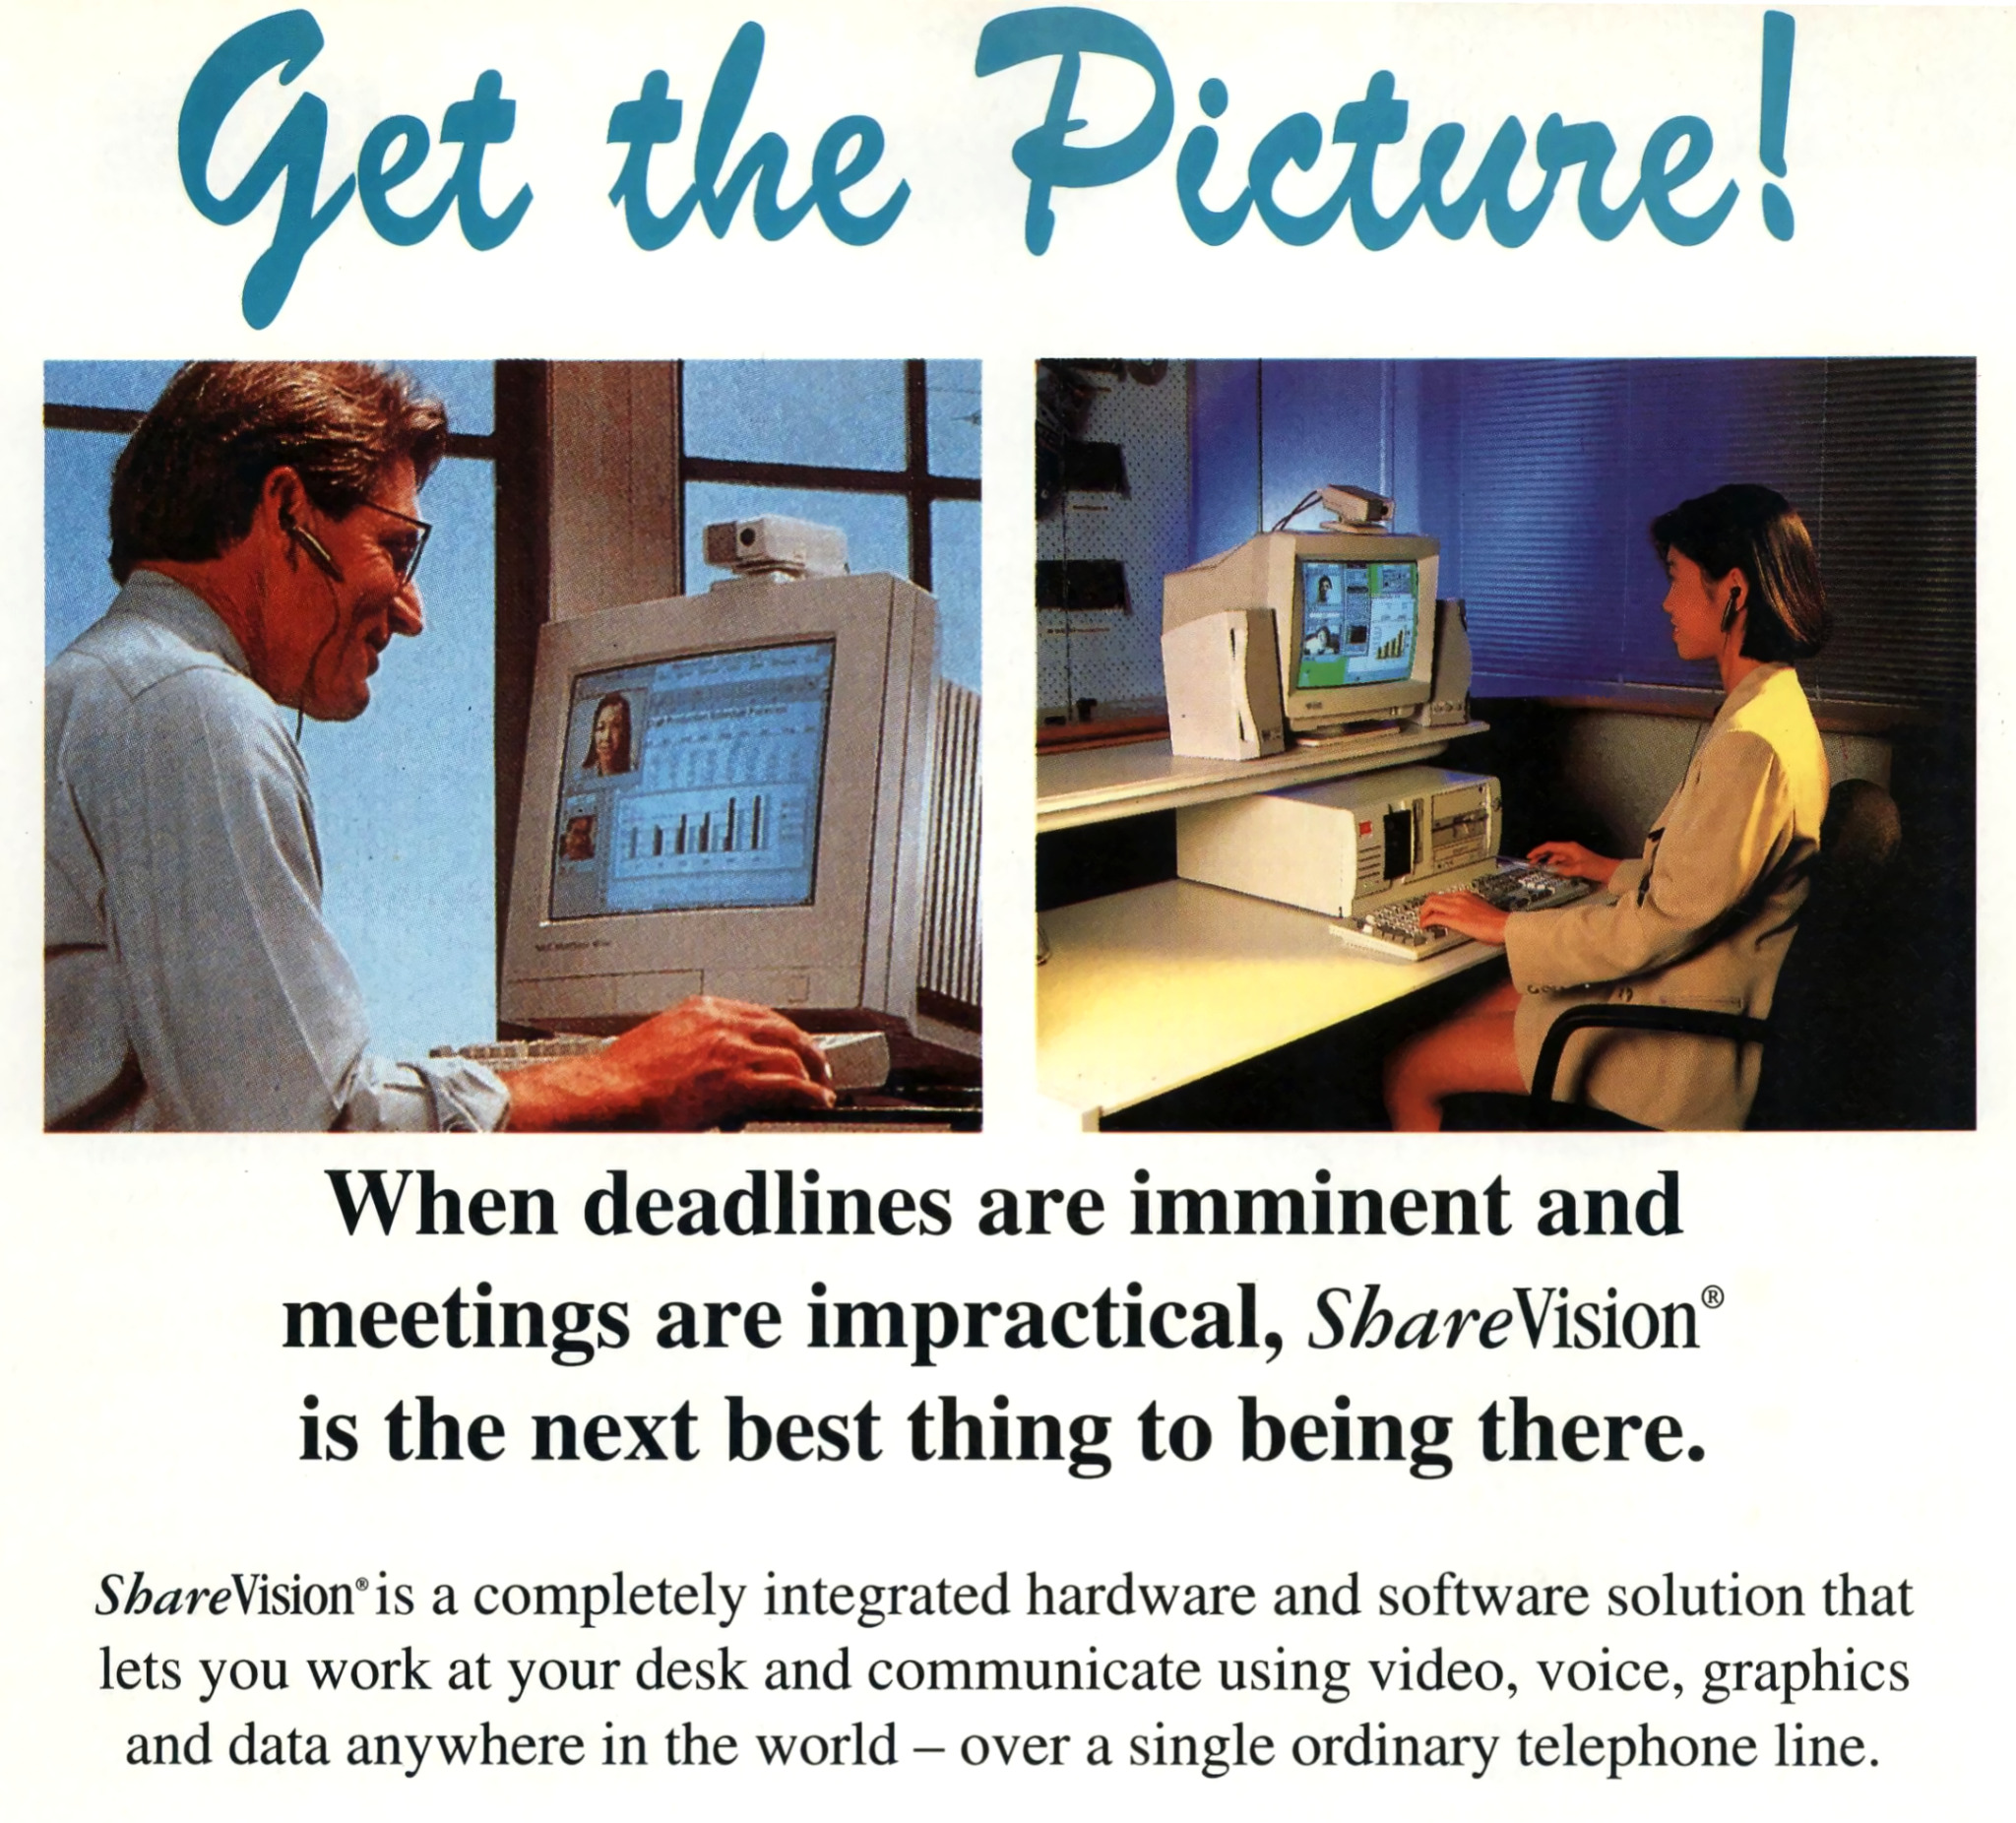 Get the Picture!
When deadlines are imminent and
meetings are impractical, ShareVision®
is the next best thing to being there.
ShareVision® is a completely integrated hardware and software solution that
lets you work at your desk and communicate using video, voice, graphics
and data anywhere in the world – over a single ordinary telephone line.